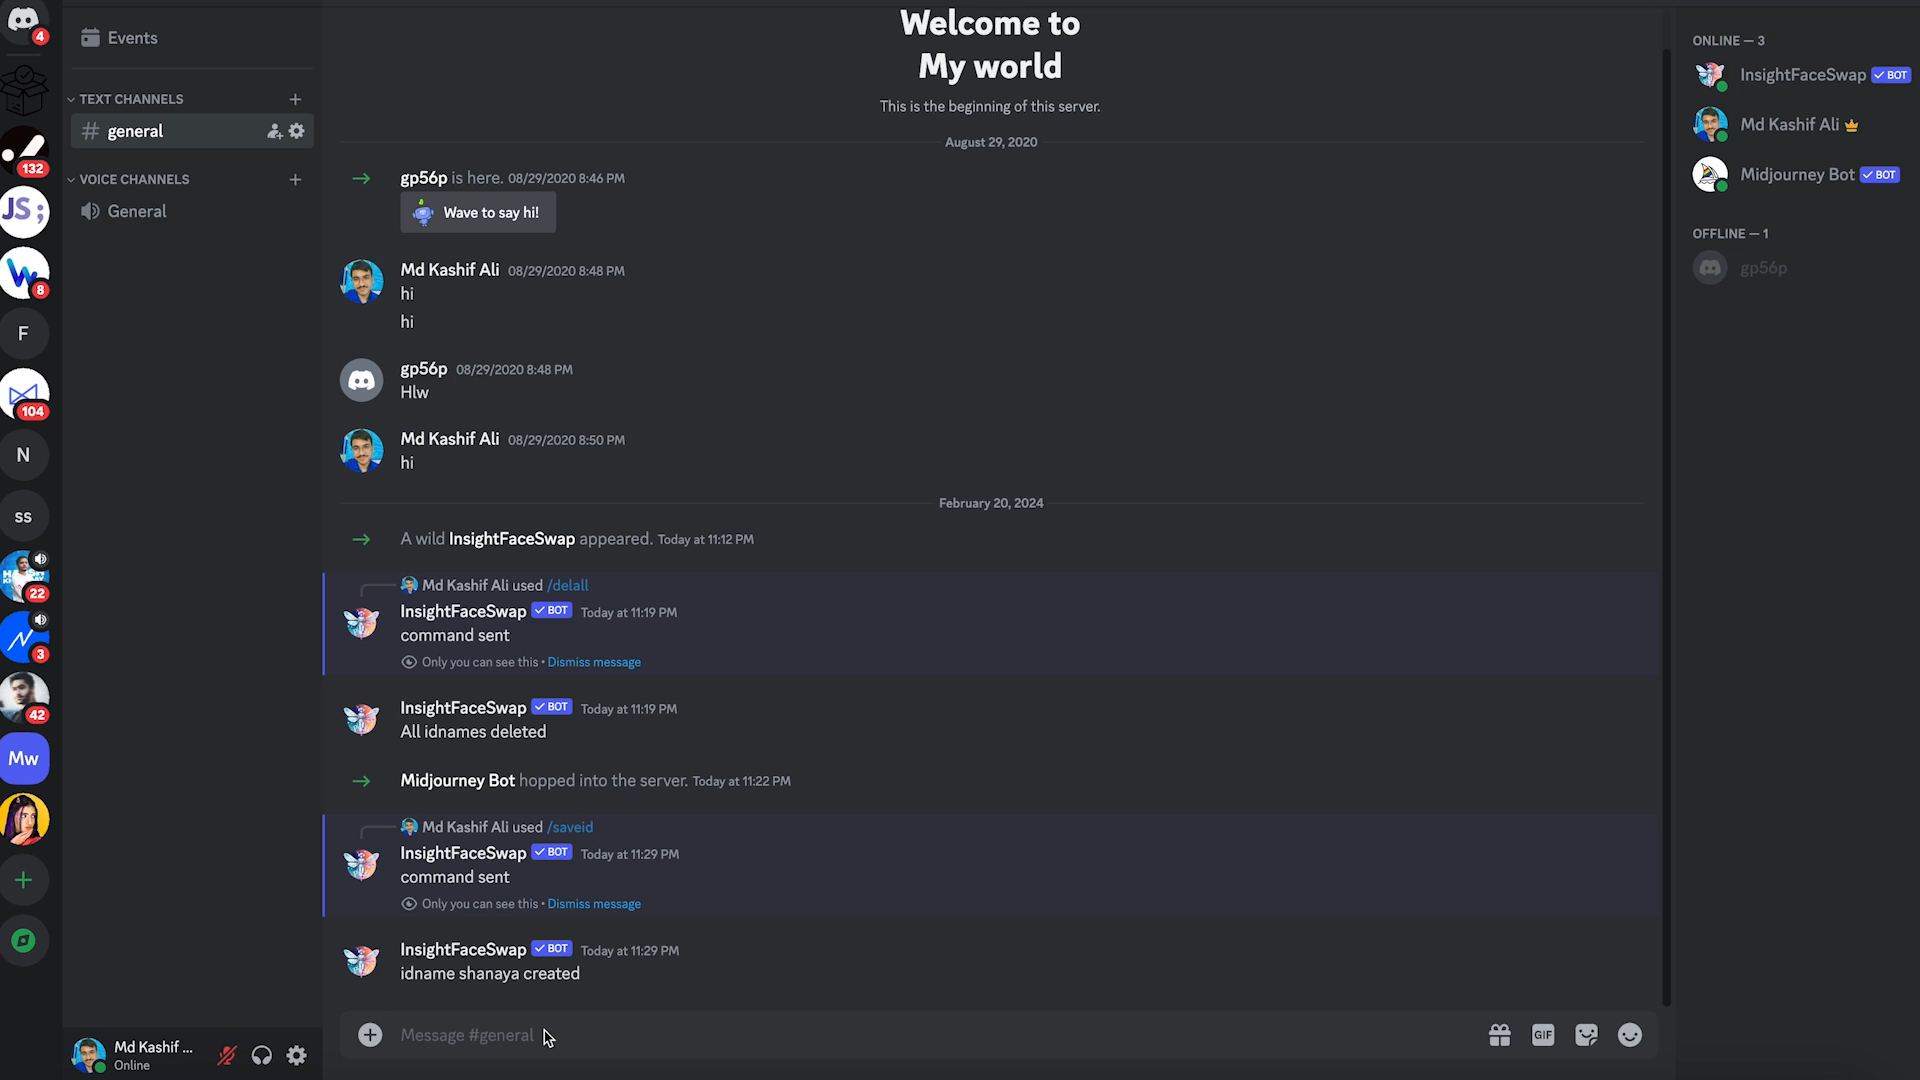 4
132
JS ;
8
F
104
N
ss
22
3
42
Mw
Events
TEXT CHANNELS
# general
VOICE CHANNELS
General
Md Kashif ...
Online
Welcome to
My world
This is the beginning of this server.
August 29, 2020
gp56p is here. 08/29/2020 8:46 PM
Wave to say hi!
Md Kashif Ali 08/29/2020 8:48 PM
hi
hi
gp56p 08/29/2020 8:48 PM
Hlw
Md Kashif Ali 08/29/2020 8:50 PM
hi
February 20, 2024
A wild InsightFaceSwap appeared. Today at 11:12 PM
Md Kashif Ali used /delall
InsightFaceSwap ✓ BOT Today at 11:19 PM
command sent
Only you can see this • Dismiss message
InsightFaceSwap ✓ BOT Today at 11:19 PM
All idnames deleted
Midjourney Bot hopped into the server. Today at 11:22 PM
Md Kashif Ali used /saveid
InsightFaceSwap ✓ BOT Today at 11:29 PM
command sent
Only you can see this • Dismiss message
InsightFaceSwap ✓ BOT Today at 11:29 PM
idname shanaya created
Message #general
GIF
ONLINE — 3
InsightFaceSwap ✓ BOT
Md Kashif Ali
Midjourney Bot ✓ BOT
OFFLINE — 1
gp56p